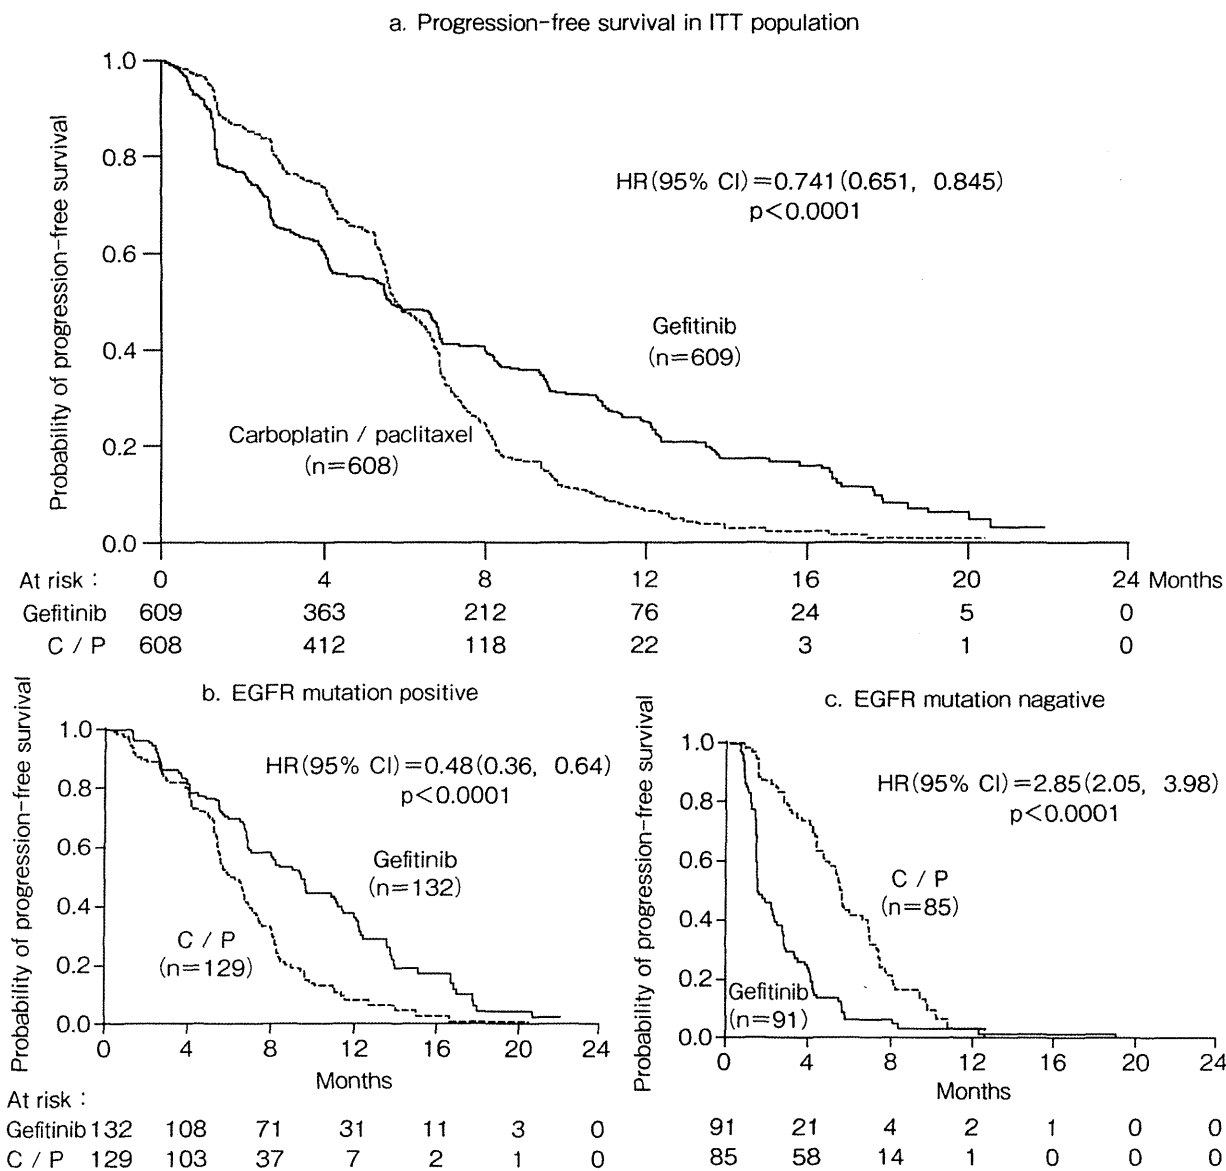 a. Progression-free survival in ITT population
Probability of progression-free survival
1.0
0.8
0.6
0.4
0.2
0.0
HR(95% CI)=0.741(0.651, 0.845)
p<0.0001
Gefitinib
(n=609)
Carboplatin / paclitaxel
(n=608)
At risk : 0 4 8 12 16 20 24 Months
Gefitinib 609 363 212 76 24 5 0
C / P 608 412 118 22 3 1 0
b. EGFR mutation positive
Probability of progression-free survival
1.0
0.8
0.6
0.4
0.2
0.0
HR(95% CI)=0.48(0.36, 0.64)
p<0.0001
Gefitinib
(n=132)
C / P
(n=129)
0 4 8 12 16 20 24
Months
At risk :
Gefitinib 132 108 71 31 11 3 0
C / P 129 103 37 7 2 1 0
c. EGFR mutation nagative
Probability of progression-free survival
1.0
0.8
0.6
0.4
0.2
0.0
HR(95% CI)=2.85(2.05, 3.98)
p<0.0001
C / P
(n=85)
Gefitinib
(n=91)
0 4 8 12 16 20 24
Months
91 21 4 2 1 0 0
85 58 14 1 0 0 0